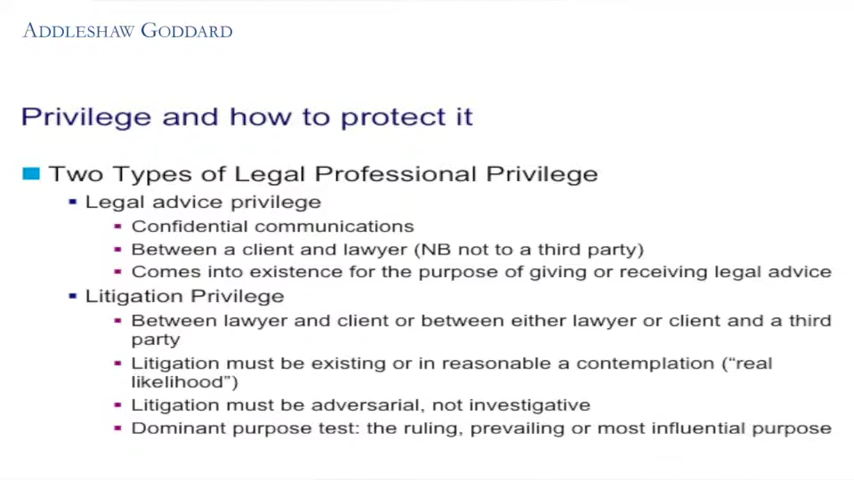 ADDLESHAW GODDARD
Privilege and how to protect it
Two Types of Legal Professional Privilege
Legal advice privilege
Confidential communications
Between a client and lawyer (NB not to a third party)
Comes into existence for the purpose of giving or receiving legal advice
Litigation Privilege
Between lawyer and client or between either lawyer or client and a third
party
Litigation must be existing or in reasonable a contemplation ("real
likelihood")
Litigation must be adversarial, not investigative
Dominant purpose test: the ruling, prevailing or most influential purpose